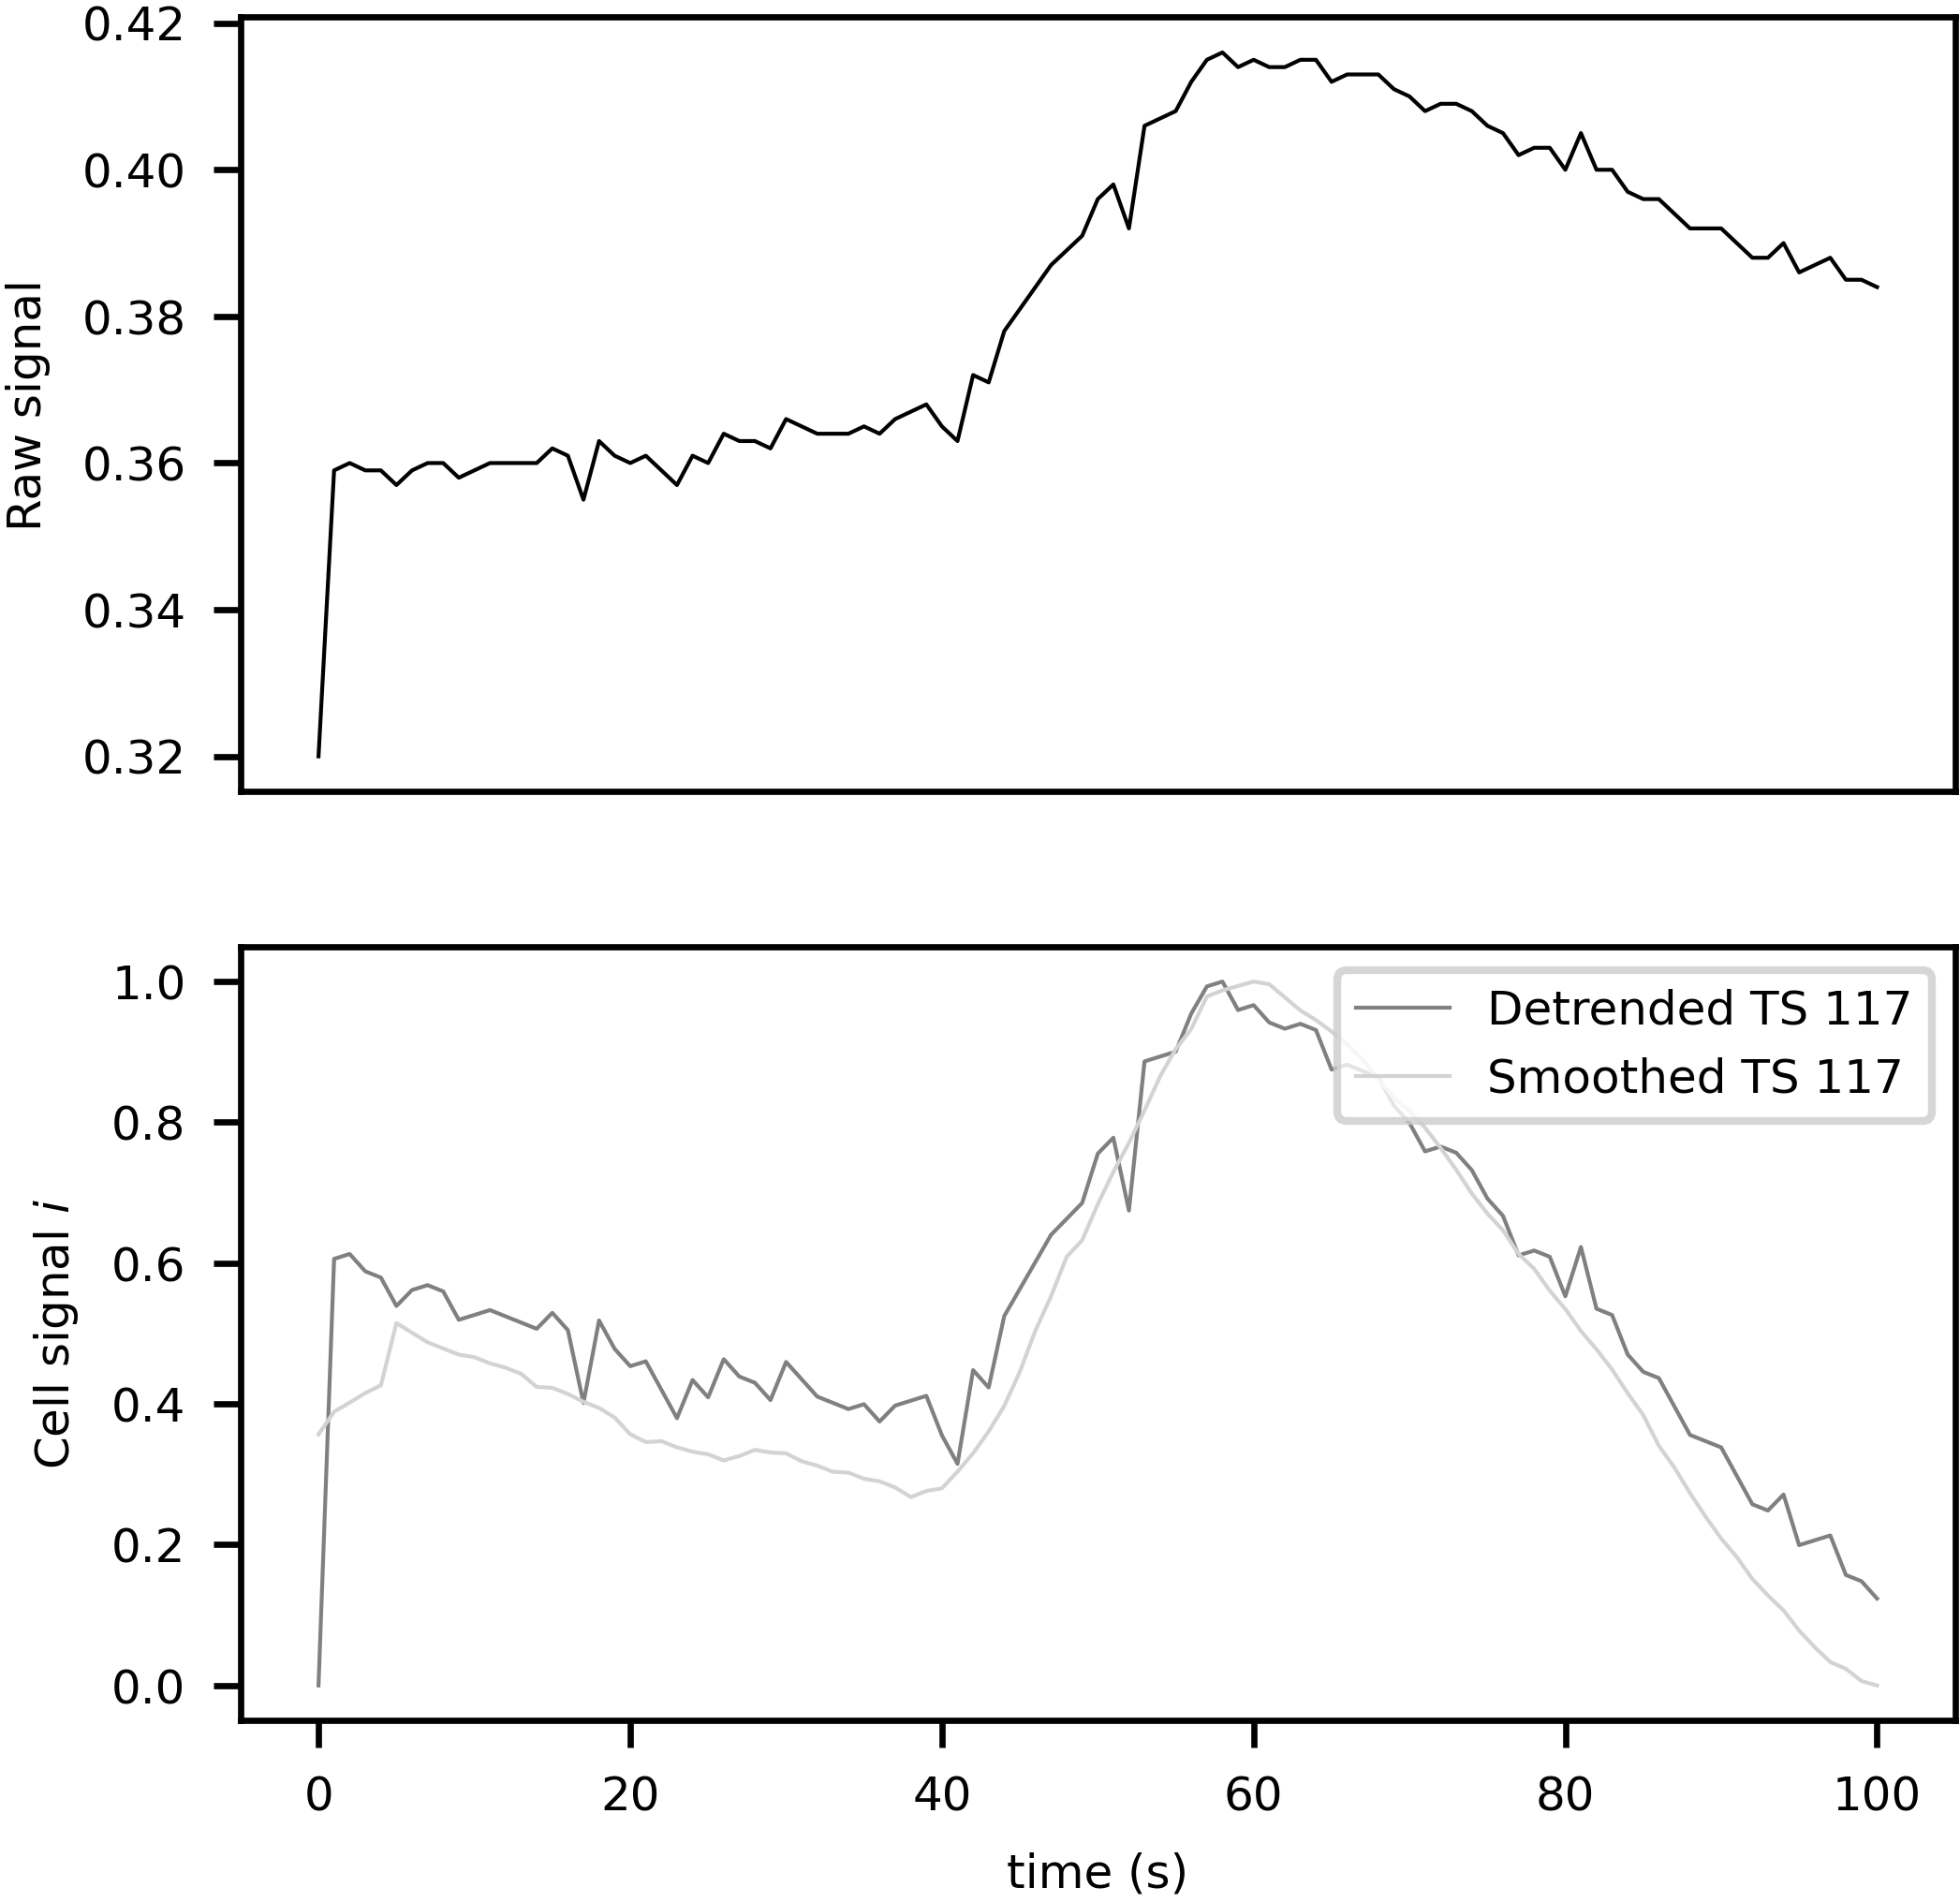 0.42
0.40
0.38
0.36
0.34
0.32
Raw signal
1.0
0.8
0.6
0.4
0.2
0.0
Cell signal i
Detrended TS 117
Smoothed TS 117
0 20 40 60 80 100
time (s)